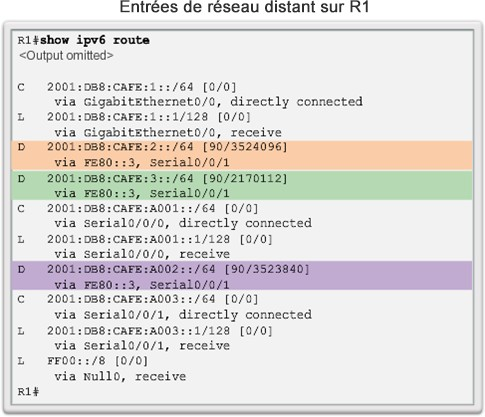 Entrées de réseau distant sur R1
R1#show ipv6 route
<Output omitted>
C 2001:DB8:CAFE:1::/64 [0/0]
via GigabitEthernet0/0, directly connected
L 2001:DB8:CAFE:1::1/128 [0/0]
via GigabitEthernet0/0, receive
D 2001:DB8:CAFE:2::/64 [90/3524096]
via FE80::3, Serial0/0/1
D 2001:DB8:CAFE:3::/64 [90/2170112]
via FE80::3, Serial0/0/1
C 2001:DB8:CAFE:A001::/64 [0/0]
via Serial0/0/0, directly connected
L 2001:DB8:CAFE:A001::1/128 [0/0]
via Serial0/0/0, receive
D 2001:DB8:CAFE:A002::/64 [90/3523840]
via FE80::3, Serial0/0/1
C 2001:DB8:CAFE:A003::/64 [0/0]
via Serial0/0/1, directly connected
L 2001:DB8:CAFE:A003::1/128 [0/0]
via Serial0/0/1, receive
L FF00::/8 [0/0]
via Null0, receive
R1#